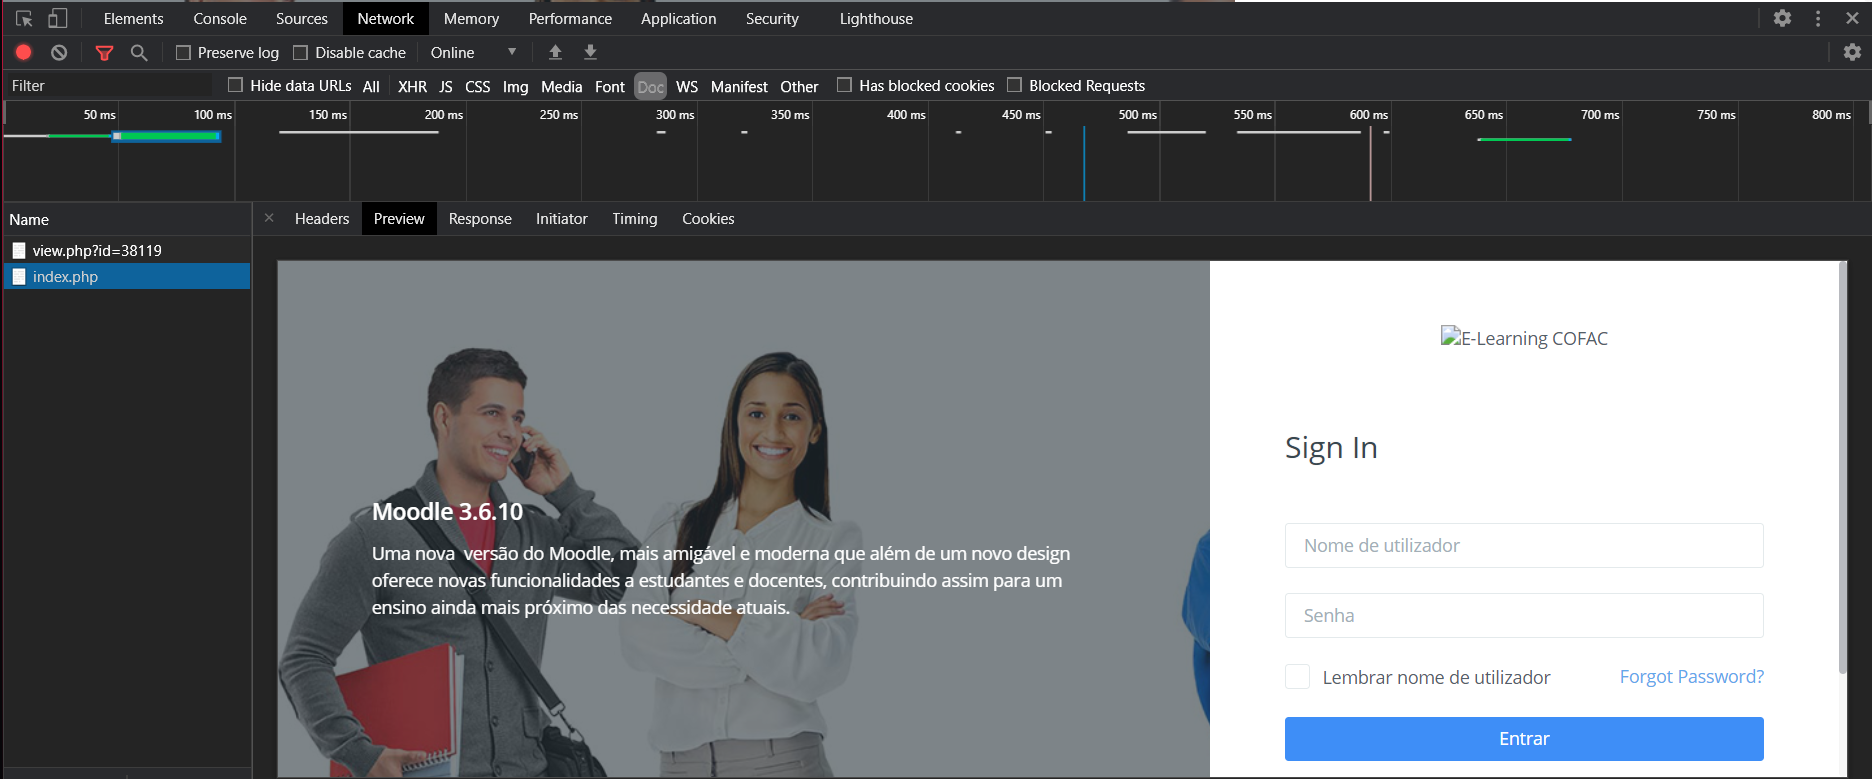 Elements Console Sources Network Memory Performance Application Security Lighthouse
Preserve log Disable cache Online
Filter Hide data URLs All XHR JS CSS Img Media Font Doc WS Manifest Other Has blocked cookies Blocked Requests
50 ms 100 ms 150 ms 200 ms 250 ms 300 ms 350 ms 400 ms 450 ms 500 ms 550 ms 600 ms 650 ms 700 ms 750 ms 800 ms
Name
Headers Preview Response Initiator Timing Cookies
view.php?id=38119
index.php
E-Learning COFAC
Sign In
Moodle 3.6.10
Uma nova versão do Moodle, mais amigável e moderna que além de um novo design
oferece novas funcionalidades a estudantes e docentes, contribuindo assim para um
ensino ainda mais próximo das necessidade atuais.
Nome de utilizador
Senha
Lembrar nome de utilizador Forgot Password?
Entrar